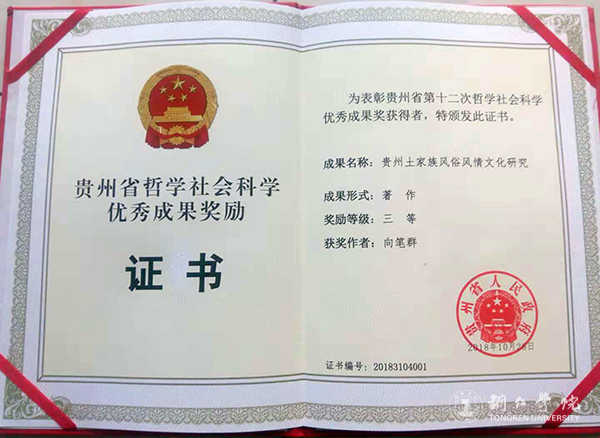 贵州省哲学社会科学
优秀成果奖励
证书
为表彰贵州省第十二次哲学社会科学
优秀成果奖获得者，特颁发此证书。
成果名称：贵州土家族风俗风情文化研究
成果形式：著 作
奖励等级：三 等
获奖作者：向笔群
贵州省人民政府
2018年10月26日
证书编号：20183104001
铜仁学院
TONGREN UNIVERSITY